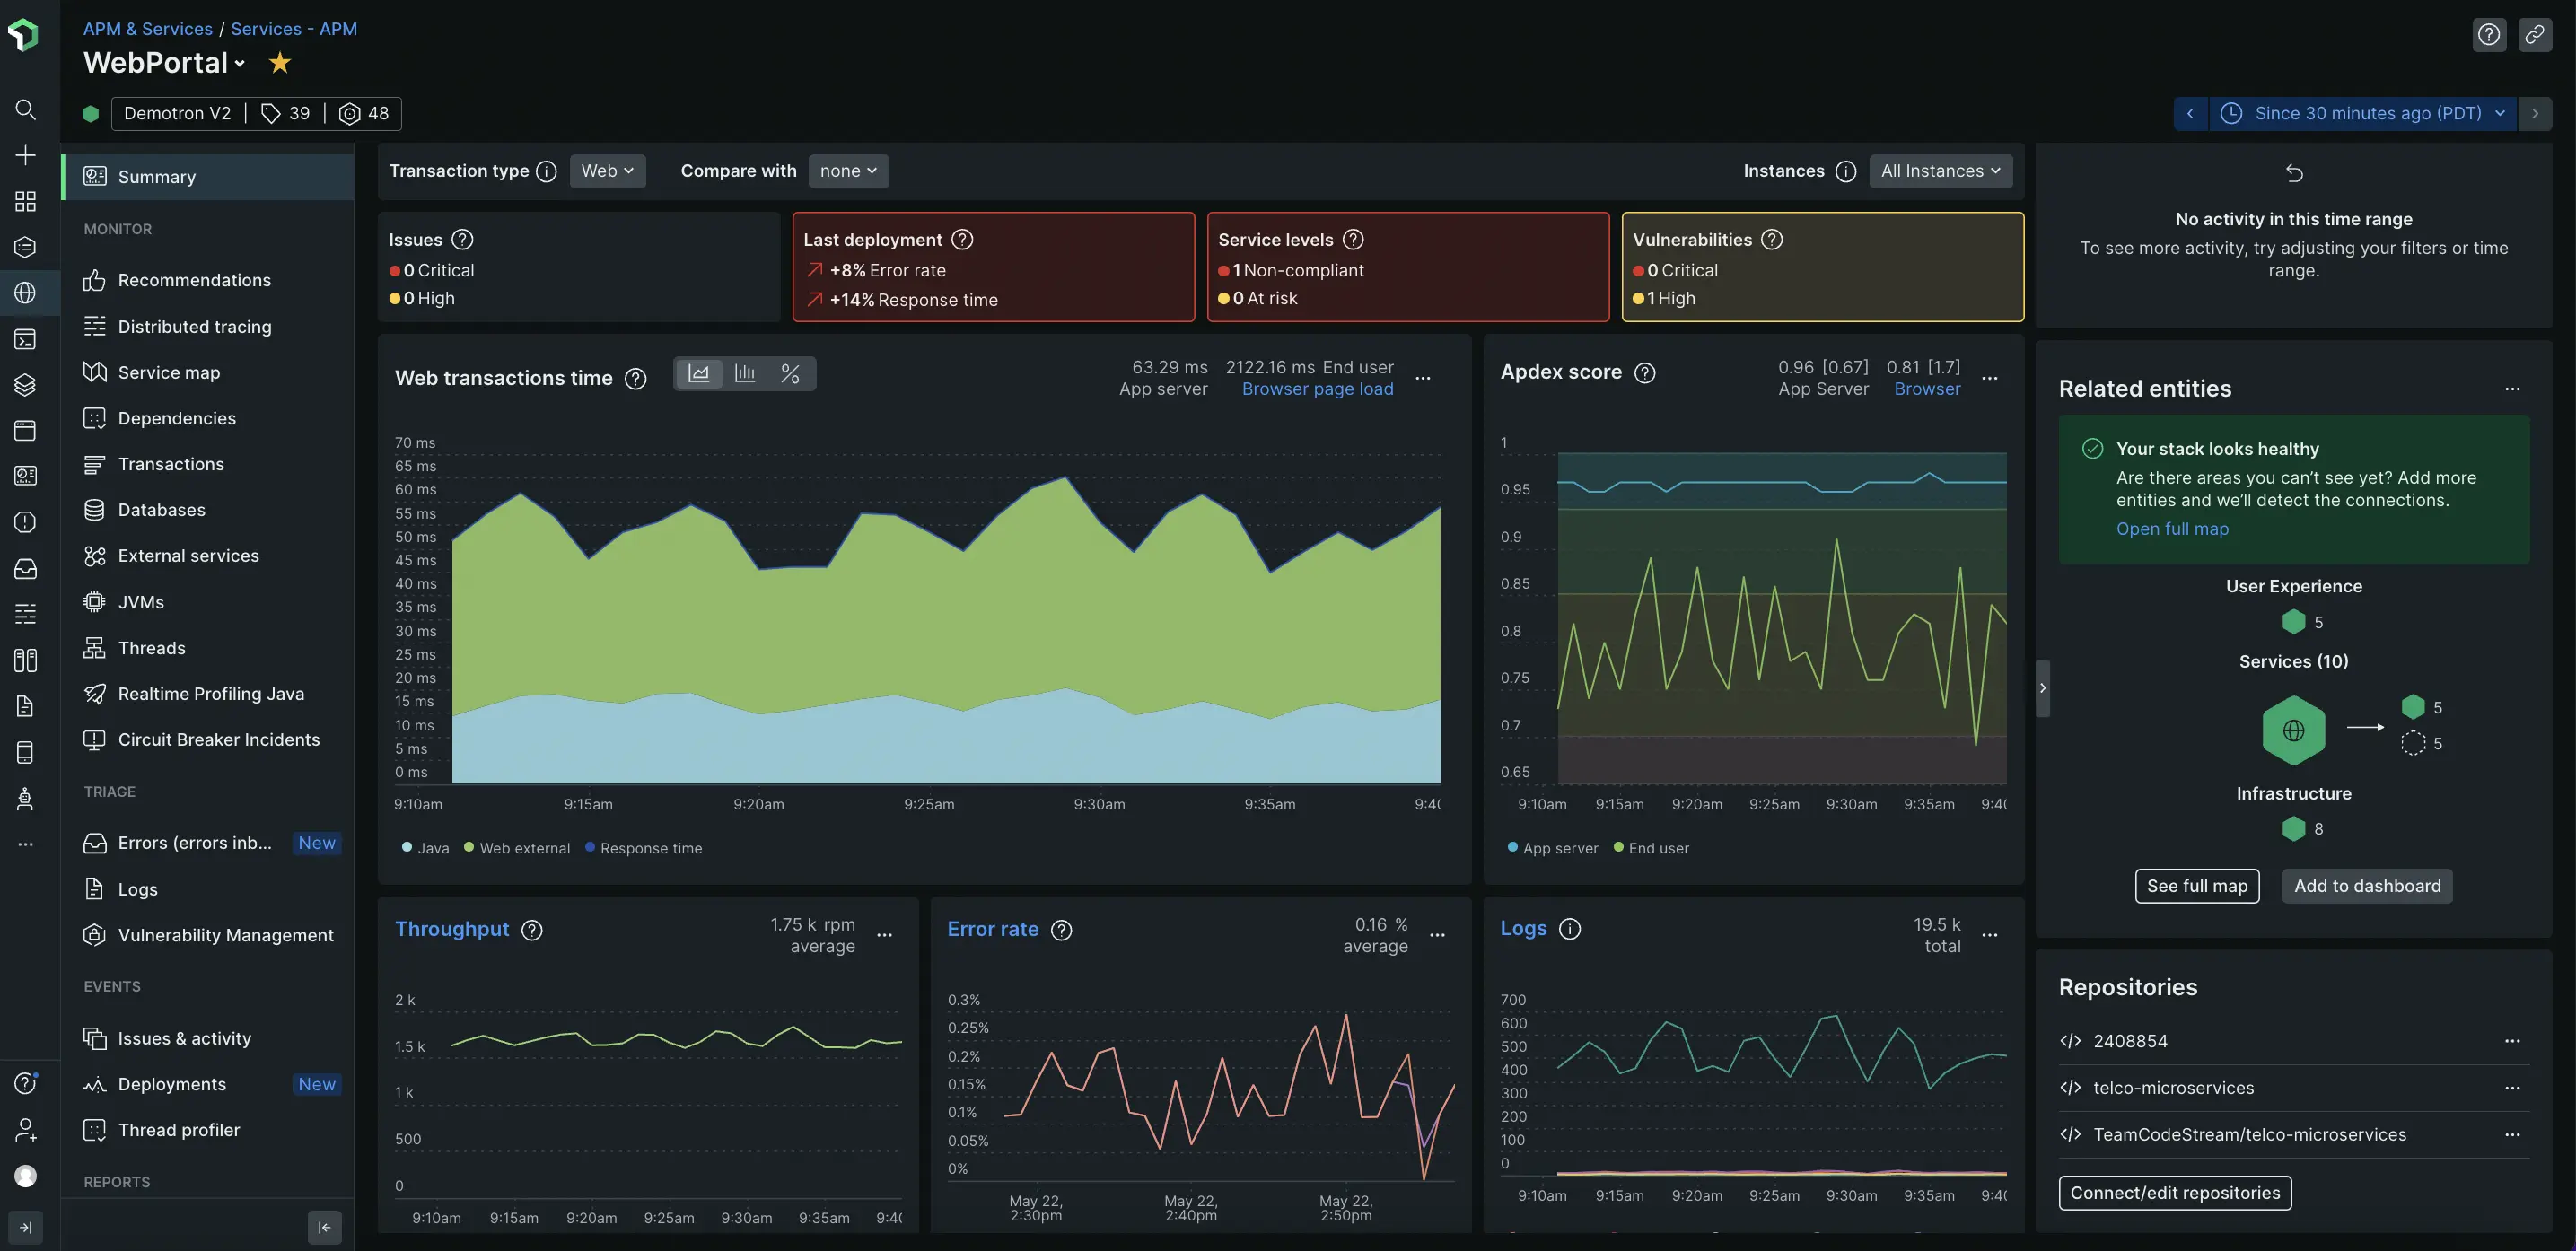 APM & Services / Services - APM
WebPortal
Demotron V2 | 39 | 48
Since 30 minutes ago (PDT)
Summary
MONITOR
Recommendations
Distributed tracing
Service map
Dependencies
Transactions
Databases
External services
JVMs
Threads
Realtime Profiling Java
Circuit Breaker Incidents
TRIAGE
Errors (errors inb... New
Logs
Vulnerability Management
EVENTS
Issues & activity
Deployments New
Thread profiler
REPORTS
Transaction type Web Compare with none
Instances All Instances
Issues
0 Critical
0 High
Last deployment
+8% Error rate
+14% Response time
Service levels
1 Non-compliant
0 At risk
Vulnerabilities
0 Critical
1 High
Web transactions time
%
63.29 ms
App server
2122.16 ms End user
Browser page load
...
70 ms
65 ms
60 ms
55 ms
50 ms
45 ms
40 ms
35 ms
30 ms
25 ms
20 ms
15 ms
10 ms
5 ms
0 ms
9:10am 9:15am 9:20am 9:25am 9:30am 9:35am 9:4
Java Web external Response time
Apdex score
0.96 [0.67]
App Server
0.81 [1.7]
Browser
...
1
0.95
0.9
0.85
0.8
0.75
0.7
0.65
9:10am 9:15am 9:20am 9:25am 9:30am 9:35am 9:4
App server End user
Throughput
1.75 k rpm
average
...
2 k
1.5 k
1 k
500
0
9:10am 9:15am 9:20am 9:25am 9:30am 9:35am 9:4
Error rate
0.16 %
average
...
0.3%
0.25%
0.2%
0.15%
0.1%
0.05%
0%
May 22,
2:30pm
May 22,
2:40pm
May 22,
2:50pm
Logs
19.5 k
total
...
700
600
500
400
300
200
100
0
9:10am 9:15am 9:20am 9:25am 9:30am 9:35am 9:4
No activity in this time range
To see more activity, try adjusting your filters or time
range.
Related entities
...
Your stack looks healthy
Are there areas you can't see yet? Add more
entities and we'll detect the connections.
Open full map
User Experience
5
Services (10)
5
5
Infrastructure
8
See full map Add to dashboard
Repositories
</> 2408854 ...
</> telco-microservices ...
</> TeamCodeStream/telco-microservices ...
Connect/edit repositories